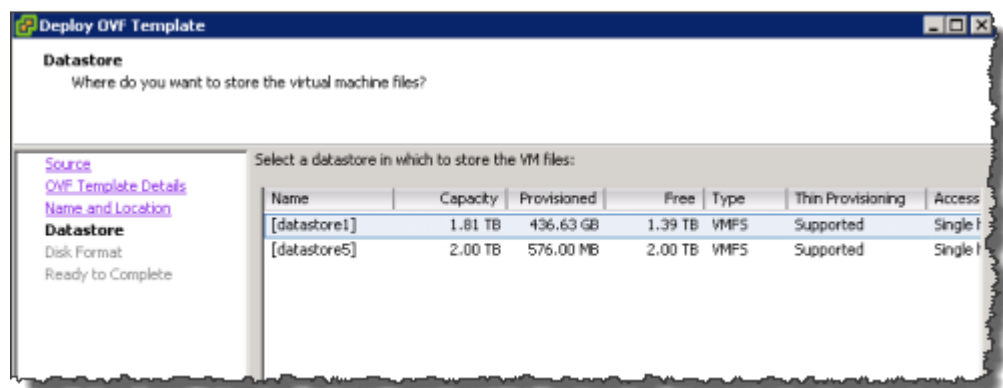 Deploy OVF Template
Datastore
Where do you want to store the virtual machine files?
Source
OVF Template Details
Name and Location
Datastore
Disk Format
Ready to Complete
Select a datastore in which to store the VM files:
Name Capacity Provisioned Free Type Thin Provisioning Access
[datastore1] 1.81 TB 436.63 GB 1.39 TB VMFS Supported Single
[datastore5] 2.00 TB 576.00 MB 2.00 TB VMFS Supported Single